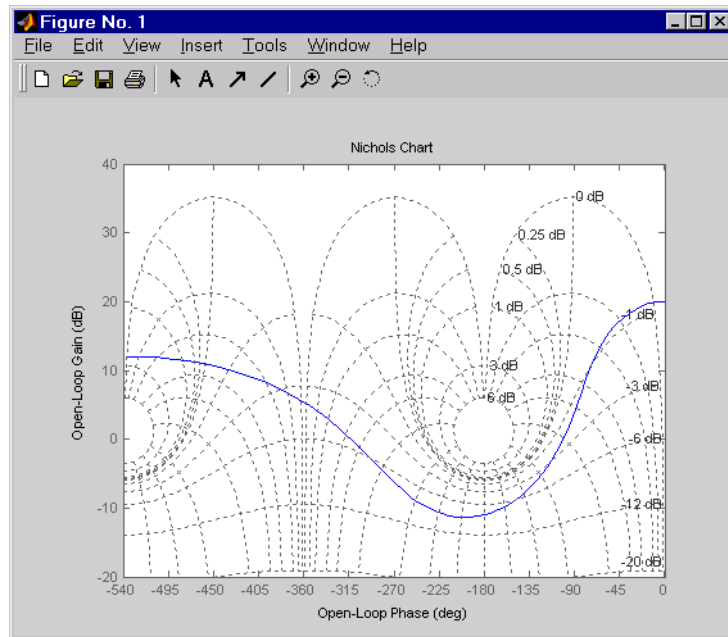 Figure No. 1
File Edit View Insert Tools Window Help
Nichols Chart
40
30
20
10
0
-10
-20
Open-Loop Gain (dB)
0 dB
0.25 dB
0.5 dB
1 dB
3 dB
6 dB
-1 dB
-3 dB
-6 dB
-12 dB
-20 dB
-540 -495 -450 -405 -360 -315 -270 -225 -180 -135 -90 -45 0
Open-Loop Phase (deg)